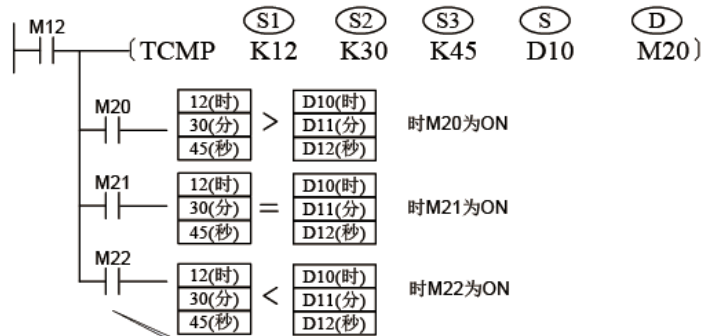 M12 S1 S2 S3 S D
(TCMP K12 K30 K45 D10 M20)
M20
12(时) D10(时)
30(分) > D11(分) 时M20为ON
45(秒) D12(秒)
M21
12(时) D10(时)
30(分) = D11(分) 时M21为ON
45(秒) D12(秒)
M22
12(时) D10(时)
30(分) < D11(分) 时M22为ON
45(秒) D12(秒)